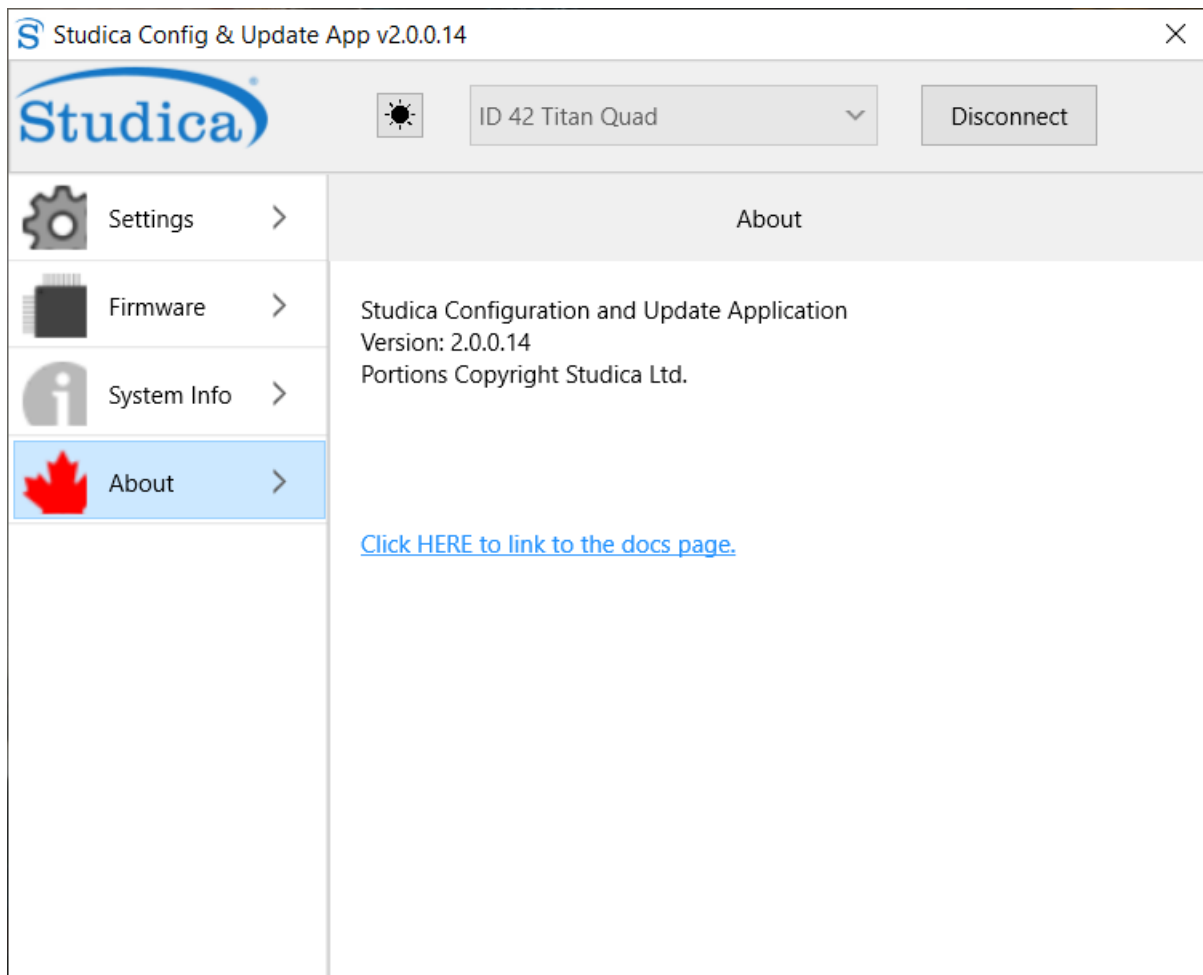 Studica Config & Update App v2.0.0.14
Studica
ID 42 Titan Quad
Disconnect
Settings
About
Firmware
System Info
About
Studica Configuration and Update Application
Version: 2.0.0.14
Portions Copyright Studica Ltd.
Click HERE to link to the docs page.